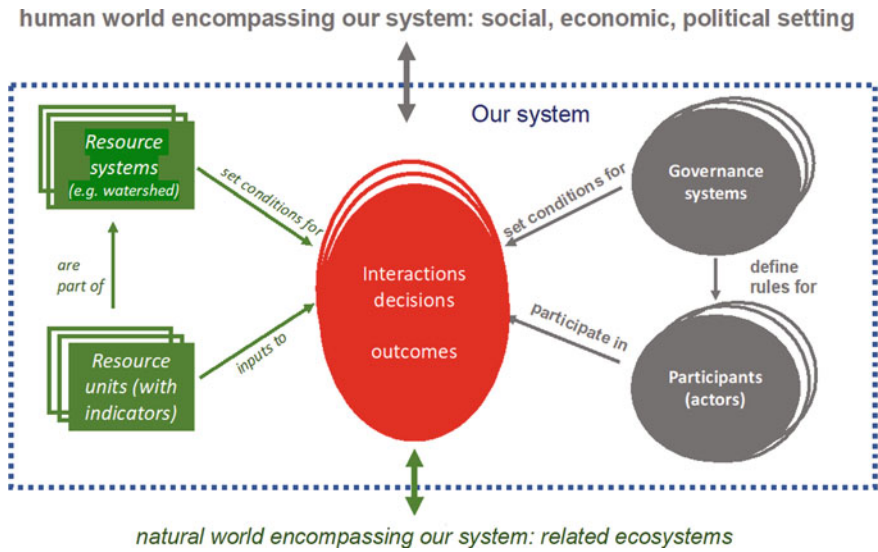 human world encompassing our system: social, economic, political setting
Our system
Resource
systems
(e.g. watershed)
set conditions for
Governance
systems
set conditions for
are
part of
Interactions
decisions
outcomes
define
rules for
participate in
Resource
units (with
indicators)
inputs to
Participants
(actors)
natural world encompassing our system: related ecosystems